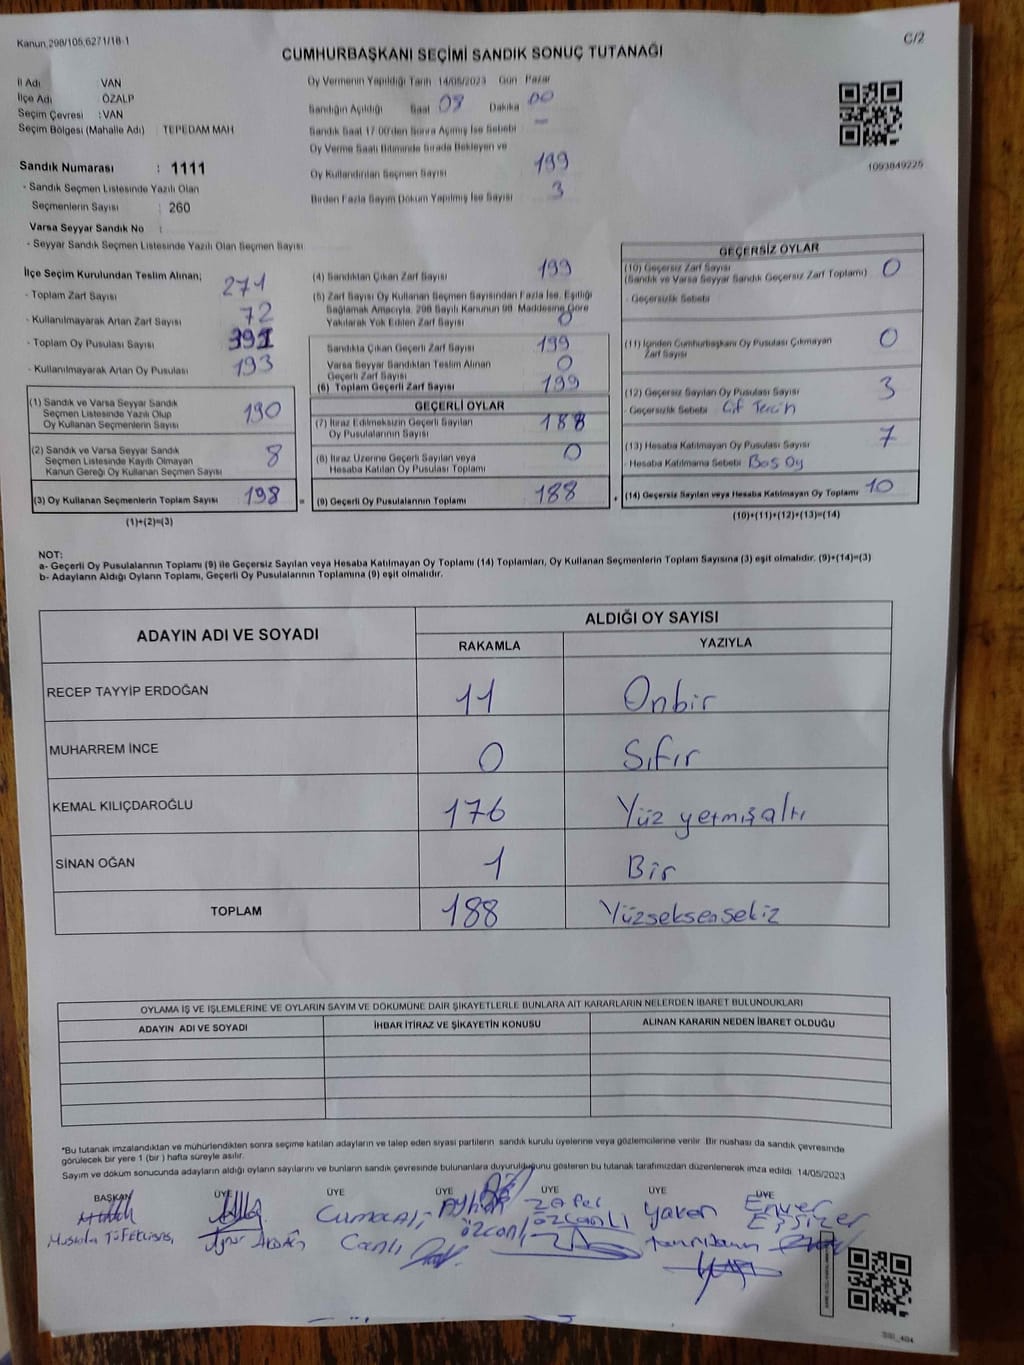 Kanun.298/105,6271/18-1
C/2
CUMHURBAŞKANI SEÇİMİ SANDIK SONUÇ TUTANAĞI
İl Adı VAN
İlçe Adı ÖZALP
Seçim Çevresi : VAN
Seçim Bölgesi (Mahalle Adı) : TEPEDAM MAH
Sandık Numarası : 1111
- Sandık Seçmen Listesinde Yazılı Olan
Seçmenlerin Sayısı : 260
Varsa Seyyar Sandık No :
- Seyyar Sandık Seçmen Listesinde Yazılı Olan Seçmen Sayısı
Oy Vermenin Yapıldığı Tarih 14/05/2023 Gün Pazar
Sandığın Açıldığı Saat 08 Dakika 00
Sandık Saat 17:00'den Sonra Açılmış İse Sebebi -
Oy Verme Saati Bitiminde Sırada Bekleyen ve
Oy Kullandırılan Seçmen Sayısı 199
Birden Fazla Sayım Döküm Yapılmış İse Sayısı 3
1093849225
İlçe Seçim Kurulundan Teslim Alınan;
- Toplam Zarf Sayısı 271
- Kullanılmayarak Artan Zarf Sayısı 72
- Toplam Oy Pusulası Sayısı 391
- Kullanılmayarak Artan Oy Pusulası 193
(1) Sandık ve Varsa Seyyar Sandık
Seçmen Listesinde Yazılı Olup
Oy Kullanan Seçmenlerin Sayısı 190
(2) Sandık ve Varsa Seyyar Sandık
Seçmen Listesinde Kayıtlı Olmayan
Kanun Gereği Oy Kullanan Seçmen Sayısı 8
(3) Oy Kullanan Seçmenlerin Toplam Sayısı 198 =
(1)+(2)=(3)
(4) Sandıktan Çıkan Zarf Sayısı 199
(5) Zarf Sayısı Oy Kullanan Seçmen Sayısından Fazla İse, Eşitliği
Sağlamak Amacıyla, 298 Sayılı Kanunun 98. Maddesine Göre
Yakılarak Yok Edilen Zarf Sayısı 0
Sandıkta Çıkan Geçerli Zarf Sayısı 199
Varsa Seyyar Sandıktan Teslim Alınan
Geçerli Zarf Sayısı 0
(6) Toplam Geçerli Zarf Sayısı 199
GEÇERLİ OYLAR
(7) İtiraz Edilmeksizin Geçerli Sayılan
Oy Pusulalarının Sayısı 188
(8) İtiraz Üzerine Geçerli Sayılan veya
Hesaba Katılan Oy Pusulası Toplamı 0
(9) Geçerli Oy Pusulalarının Toplamı 188 +
GEÇERSİZ OYLAR
(10) Geçersiz Zarf Sayısı
(Sandık ve Varsa Seyyar Sandık Geçersiz Zarf Toplamı) 0
- Geçersizlik Sebebi
(11) İçinden Cumhurbaşkanı Oy Pusulası Çıkmayan
Zarf Sayısı 0
(12) Geçersiz Sayılan Oy Pusulası Sayısı 3
- Geçersizlik Sebebi Çif Tercih
(13) Hesaba Katılmayan Oy Pusulası Sayısı 7
- Hesaba Katılmama Sebebi Boş Oy
(14) Geçersiz Sayılan veya Hesaba Katılmayan Oy Toplamı 10
(10)+(11)+(12)+(13)=(14)
NOT:
a- Geçerli Oy Pusulalarının Toplamı (9) ile Geçersiz Sayılan veya Hesaba Katılmayan Oy Toplamı (14) Toplamları, Oy Kullanan Seçmenlerin Toplam Sayısına (3) eşit olmalıdır. (9)+(14)=(3)
b- Adayların Aldığı Oyların Toplamı, Geçerli Oy Pusulalarının Toplamına (9) eşit olmalıdır.
ADAYIN ADI VE SOYADI
ALDIĞI OY SAYISI
RAKAMLA YAZIYLA
RECEP TAYYİP ERDOĞAN 11 Onbir
MUHARREM İNCE 0 Sıfır
KEMAL KILIÇDAROĞLU 176 Yüz yetmişaltı
SİNAN OĞAN 1 Bir
TOPLAM 188 Yüzseksensekiz
OYLAMA İŞ VE İŞLEMLERİNE VE OYLARIN SAYIM VE DÖKÜMÜNE DAİR ŞİKAYETLERLE BUNLARA AİT KARARLARIN NELERDEN İBARET BULUNDUKLARI
ADAYIN ADI VE SOYADI İHBAR İTİRAZ VE ŞİKAYETİN KONUSU ALINAN KARARIN NEDEN İBARET OLDUĞU
*Bu tutanak imzalandıktan ve mühürlendikten sonra seçime katılan adayların ve talep eden siyasi partilerin sandık kurulu üyelerine veya gözlemcilerine verilir. Bir nüshası da sandık çevresinde
görülecek bir yere 1 (bir ) hafta süreyle asılır.
Sayım ve döküm sonucunda adayların aldığı oyların sayılarını ve bunların sandık çevresinde bulunanlara duyurulduğunu gösteren bu tutanak tarafımızdan düzenlenerek imza edildi. 14/05/2023
BAŞKAN ÜYE ÜYE ÜYE ÜYE ÜYE ÜYE
Cumaali Ayhan Zafer Enver
Canlı özcanlı özcanlı Eşsizer